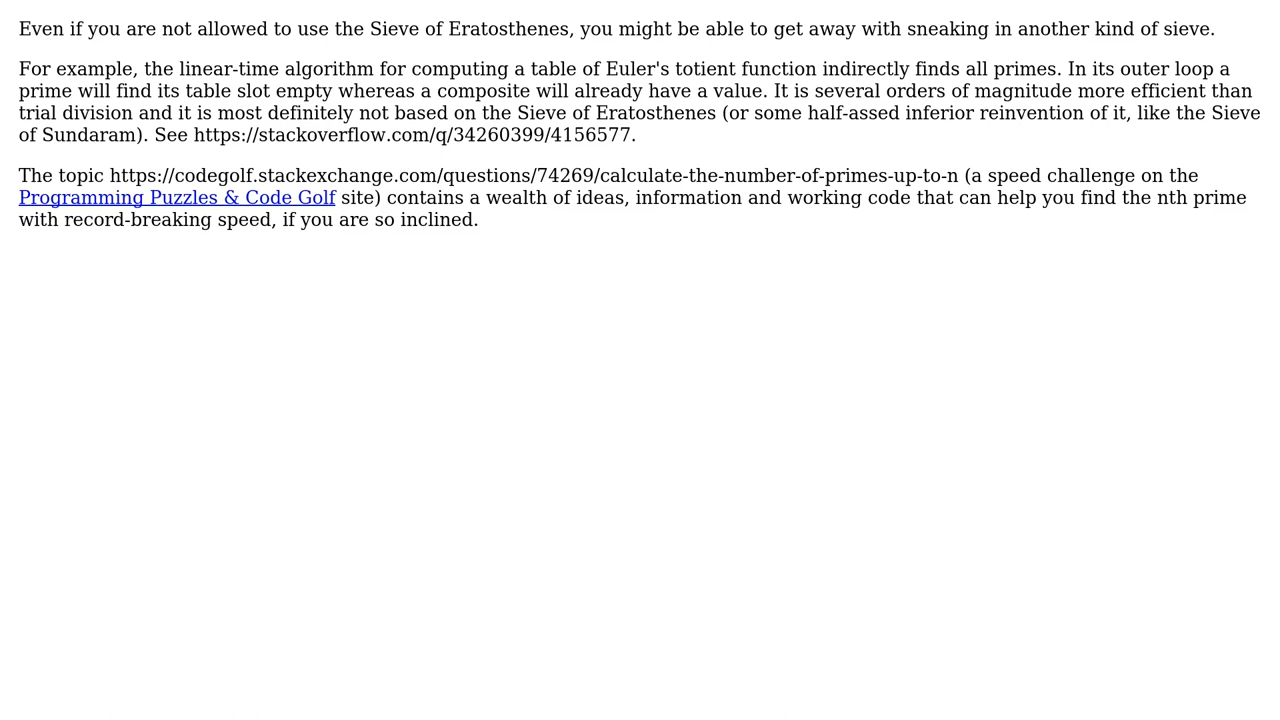 Even if you are not allowed to use the Sieve of Eratosthenes, you might be able to get away with sneaking in another kind of sieve.
For example, the linear-time algorithm for computing a table of Euler's totient function indirectly finds all primes. In its outer loop a
prime will find its table slot empty whereas a composite will already have a value. It is several orders of magnitude more efficient than
trial division and it is most definitely not based on the Sieve of Eratosthenes (or some half-assed inferior reinvention of it, like the Sieve
of Sundaram). See https://stackoverflow.com/q/34260399/4156577.
The topic https://codegolf.stackexchange.com/questions/74269/calculate-the-number-of-primes-up-to-n (a speed challenge on the
Programming Puzzles & Code Golf site) contains a wealth of ideas, information and working code that can help you find the nth prime
with record-breaking speed, if you are so inclined.